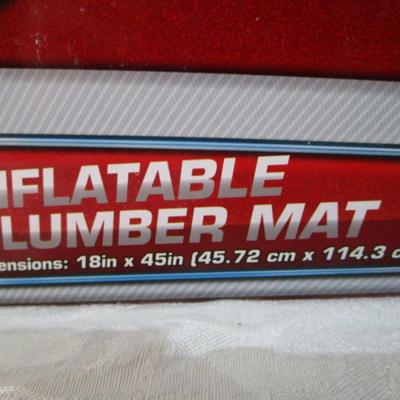 NFLATABLE
LUMBER MAT
ensions: 18in x 45in (45.72 cm x 114.3 c